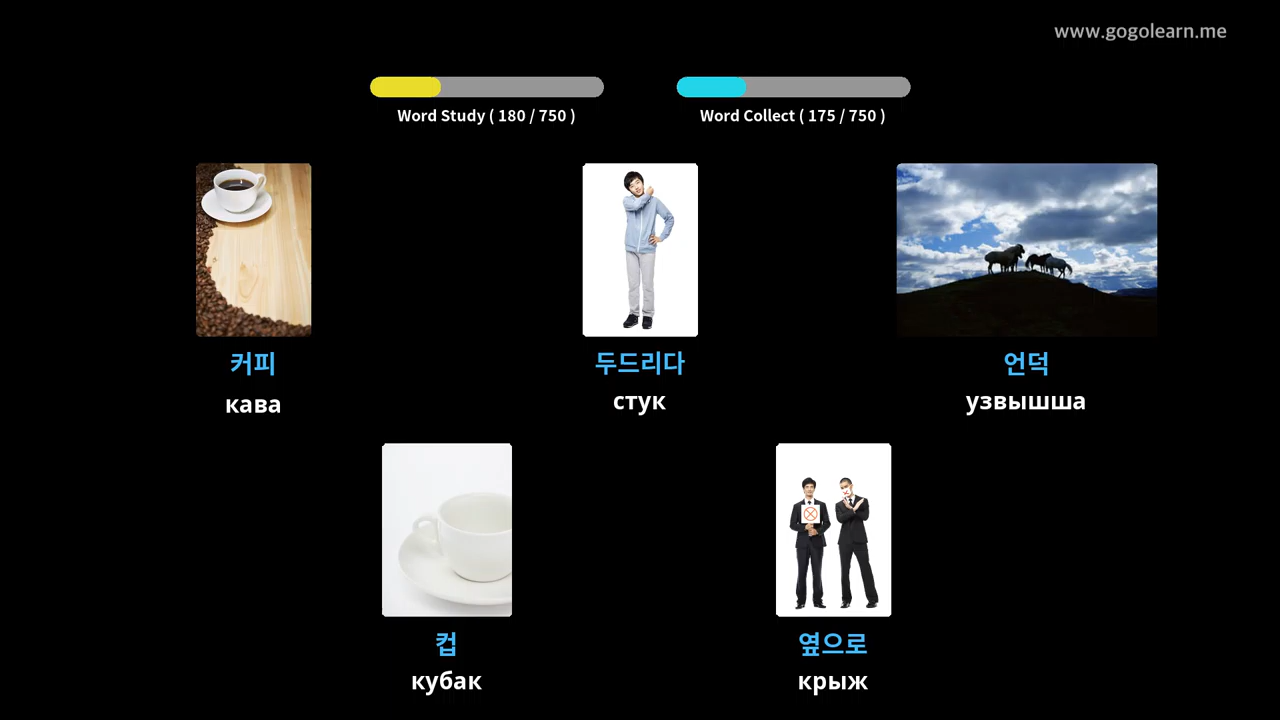 www.gogolearn.me
Word Study ( 180 / 750 )
Word Collect ( 175 / 750 )
커피
두드리다
언덕
кава
стук
узвышша
컵
옆으로
кубак
крыж